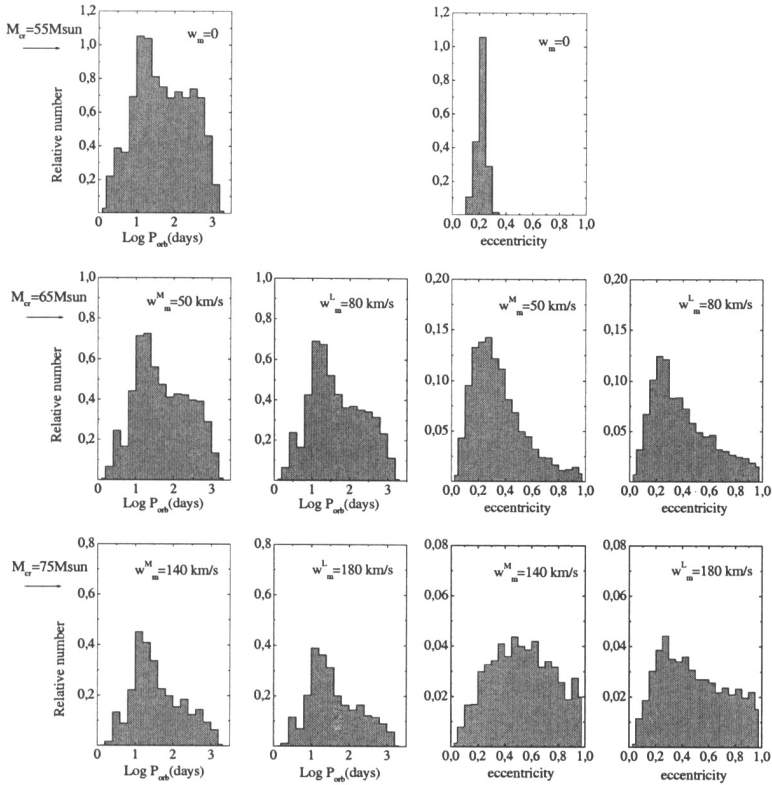 M_cr=55Msun
w_m=0
1,2
1,0
0,8
0,6
0,4
0,2
Relative number
0 1 2 3
Log P_orb(days)
w_m=0
1,2
1,0
0,8
0,6
0,4
0,2
0,0 0,2 0,4 0,6 0,8 1,0
eccentricity
M_cr=65Msun
w^M_m=50 km/s
1,0
0,8
0,6
0,4
0,2
Relative number
0 1 2 3
Log P_orb(days)
w^L_m=80 km/s
1,0
0,8
0,6
0,4
0,2
0 1 2 3
Log P_orb(days)
w^M_m=50 km/s
0,20
0,15
0,10
0,05
0,0 0,2 0,4 0,6 0,8 1,0
eccentricity
w^L_m=80 km/s
0,20
0,15
0,10
0,05
0,0 0,2 0,4 0,6 0,8 1,0
eccentricity
M_cr=75Msun
w^M_m=140 km/s
0,8
0,6
0,4
0,2
Relative number
0 1 2 3
Log P_orb(days)
w^L_m=180 km/s
0,8
0,6
0,4
0,2
0 1 2 3
Log P_orb(days)
w^M_m=140 km/s
0,08
0,06
0,04
0,02
0,00
0,0 0,2 0,4 0,6 0,8 1,0
eccentricity
w^L_m=180 km/s
0,08
0,06
0,04
0,02
0,00
0,0 0,2 0,4 0,6 0,8 1,0
eccentricity